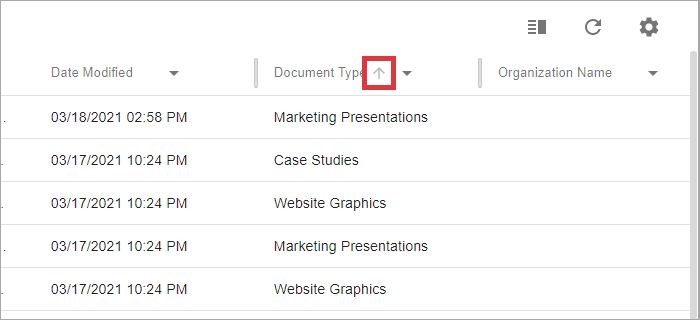 Date Modified Document Type Organization Name
. 03/18/2021 02:58 PM Marketing Presentations
. 03/17/2021 10:24 PM Case Studies
. 03/17/2021 10:24 PM Website Graphics
. 03/17/2021 10:24 PM Marketing Presentations
. 03/17/2021 10:24 PM Website Graphics